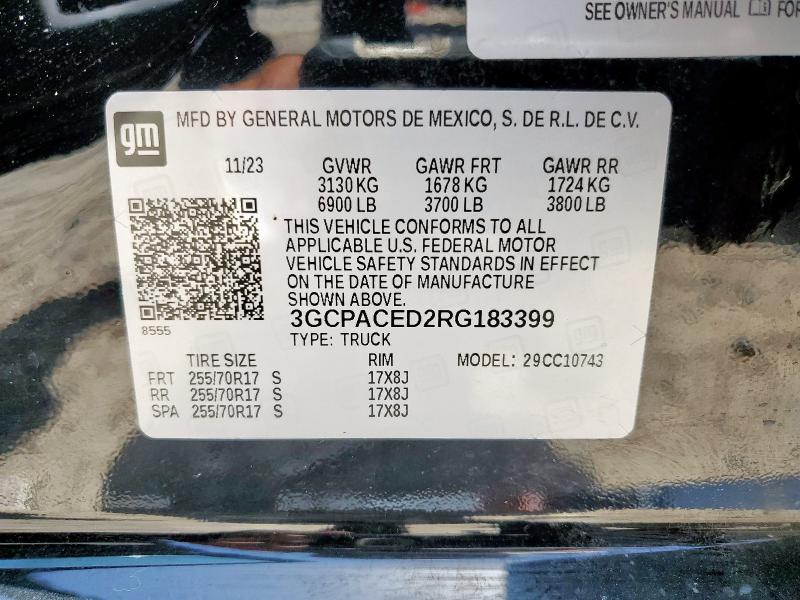 SEE OWNER'S MANUAL FOR
gm
MFD BY GENERAL MOTORS DE MEXICO, S. DE R.L. DE C.V.
11/23 GVWR GAWR FRT GAWR RR
3130 KG 1678 KG 1724 KG
6900 LB 3700 LB 3800 LB
THIS VEHICLE CONFORMS TO ALL
APPLICABLE U.S. FEDERAL MOTOR
VEHICLE SAFETY STANDARDS IN EFFECT
ON THE DATE OF MANUFACTURE
SHOWN ABOVE.
8555
3GCPACED2RG183399
TYPE: TRUCK
TIRE SIZE RIM MODEL: 29CC10743
FRT 255/70R17 S 17X8J
RR 255/70R17 S 17X8J
SPA 255/70R17 S 17X8J